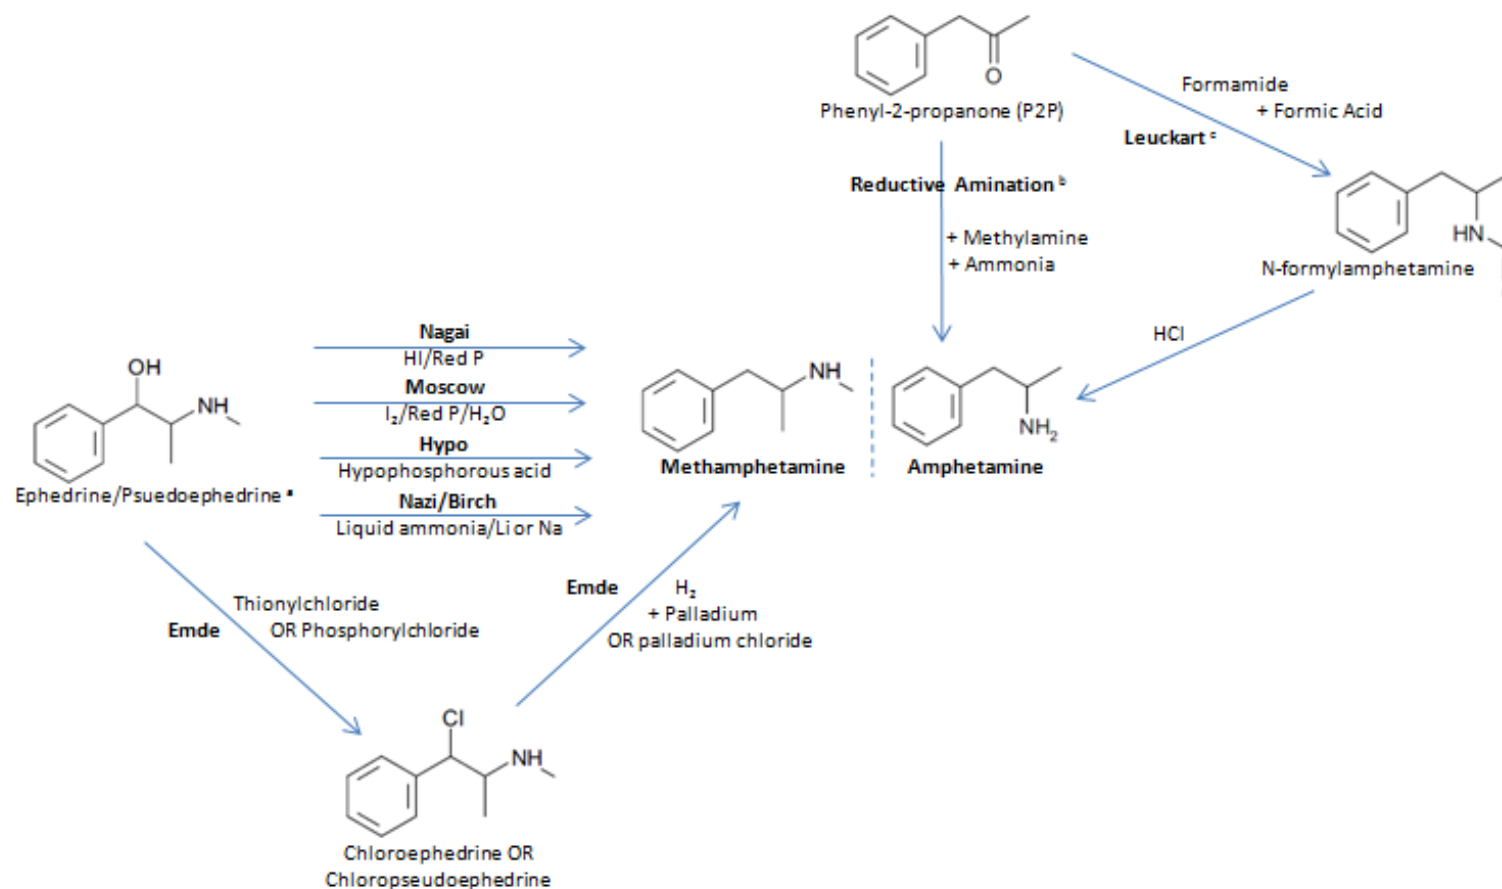 O
Phenyl-2-propanone (P2P)
Formamide
+ Formic Acid
Leuckart ᶜ
Reductive Amination ᵇ
+ Methylamine
+ Ammonia
HN
N-formylamphetamine
HCl
Nagai
HI/Red P
Moscow
I₂/Red P/H₂O
Hypo
Hypophosphorous acid
Nazi/Birch
Liquid ammonia/Li or Na
OH
NH
Ephedrine/Psuedoephedrine ᵃ
NH
Methamphetamine
NH₂
Amphetamine
Thionylchloride
OR Phosphorylchloride
Emde
Emde
H₂
+ Palladium
OR palladium chloride
Cl
NH
Chloroephedrine OR
Chloropseudoephedrine